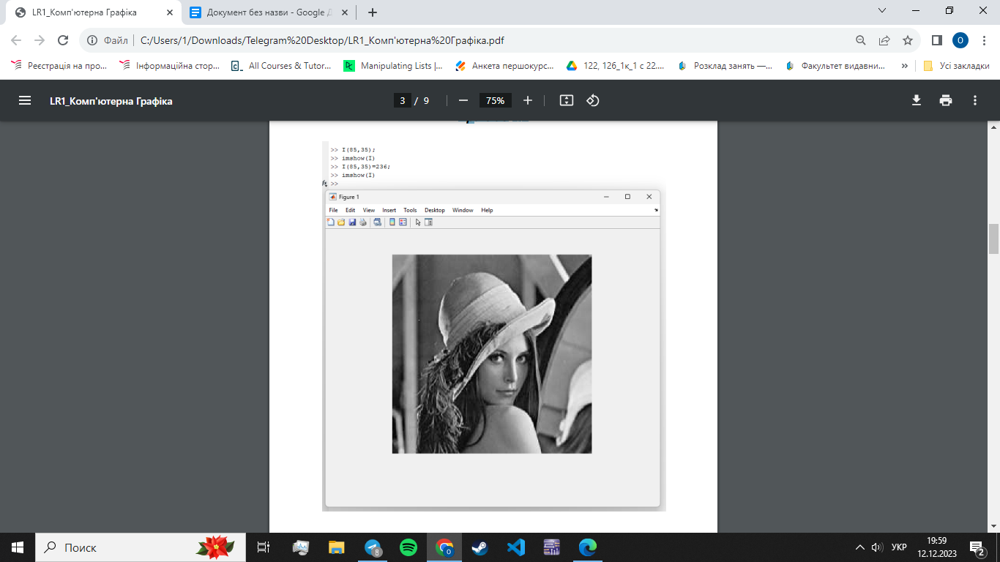 LR1_Комп'ютерна Графіка
Документ без назви - Google Д
Файл
C:/Users/1/Downloads/Telegram%20Desktop/LR1_Комп'ютерна%20Графіка.pdf
O
Реєстрація на про...
Інформаційна стор...
All Courses & Tutor...
Manipulating Lists |...
Анкета першокурс...
122, 126_1к_1 с 22....
Розклад занять —...
Факультет видавни...
»
Усі закладки
LR1_Комп'ютерна Графіка
3 / 9
75%
>> I(85,35);
>> imshow(I)
>> I(85,35)=236;
>> imshow(I)
fx >>
Figure 1
File Edit View Insert Tools Desktop Window Help
Поиск
8
O
УКР
19:59
12.12.2023
2